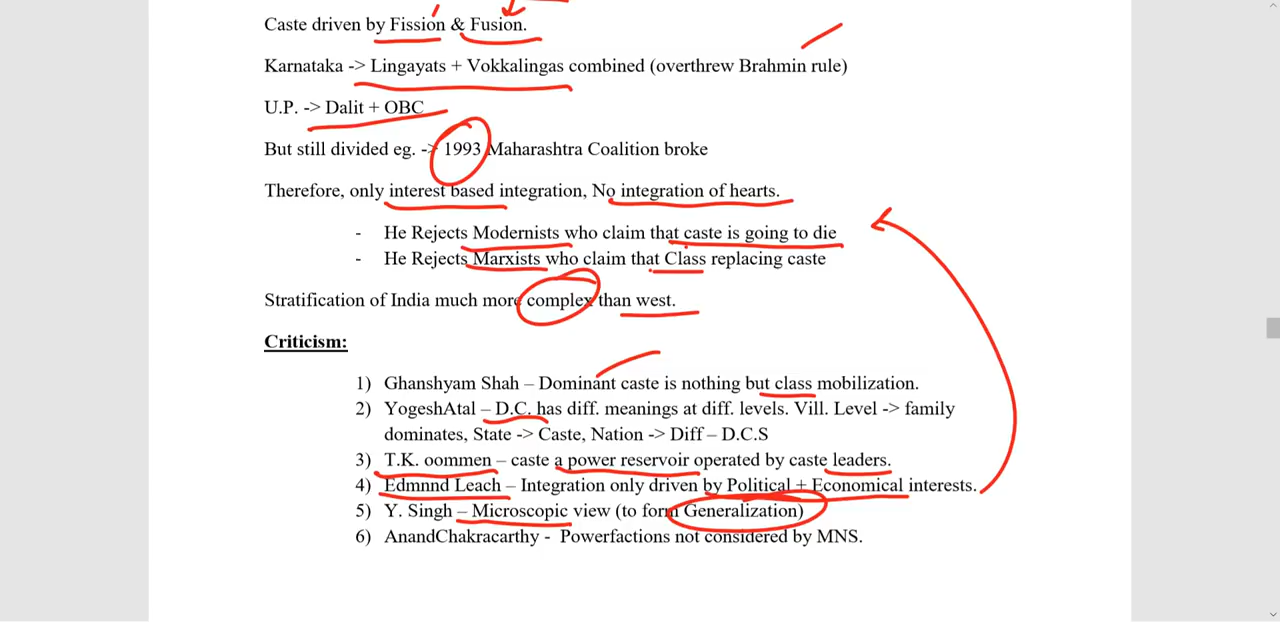 Caste driven by Fission & Fusion.
Karnataka -> Lingayats + Vokkalingas combined (overthrew Brahmin rule)
U.P. -> Dalit + OBC
But still divided eg. -> 1993 Maharashtra Coalition broke
Therefore, only interest based integration, No integration of hearts.
- He Rejects Modernists who claim that caste is going to die
- He Rejects Marxists who claim that Class replacing caste
Stratification of India much more complex than west.
Criticism:
1) Ghanshyam Shah – Dominant caste is nothing but class mobilization.
2) YogeshAtal – D.C. has diff. meanings at diff. levels. Vill. Level -> family
dominates, State -> Caste, Nation -> Diff – D.C.S
3) T.K. oommen – caste a power reservoir operated by caste leaders.
4) Edmnnd Leach – Integration only driven by Political + Economical interests.
5) Y. Singh – Microscopic view (to form Generalization)
6) AnandChakracarthy - Powerfactions not considered by MNS.